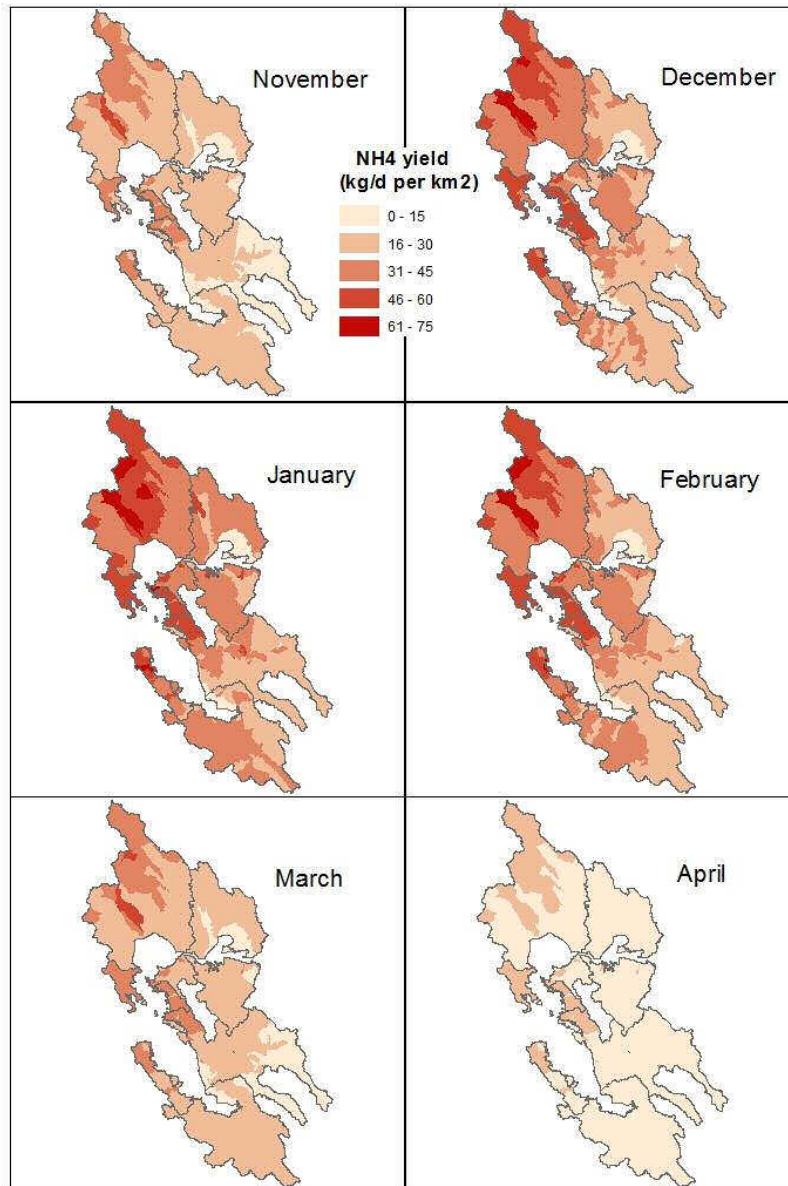 November
December
NH4 yield
(kg/d per km2)
0 - 15
16 - 30
31 - 45
46 - 60
61 - 75
January
February
March
April